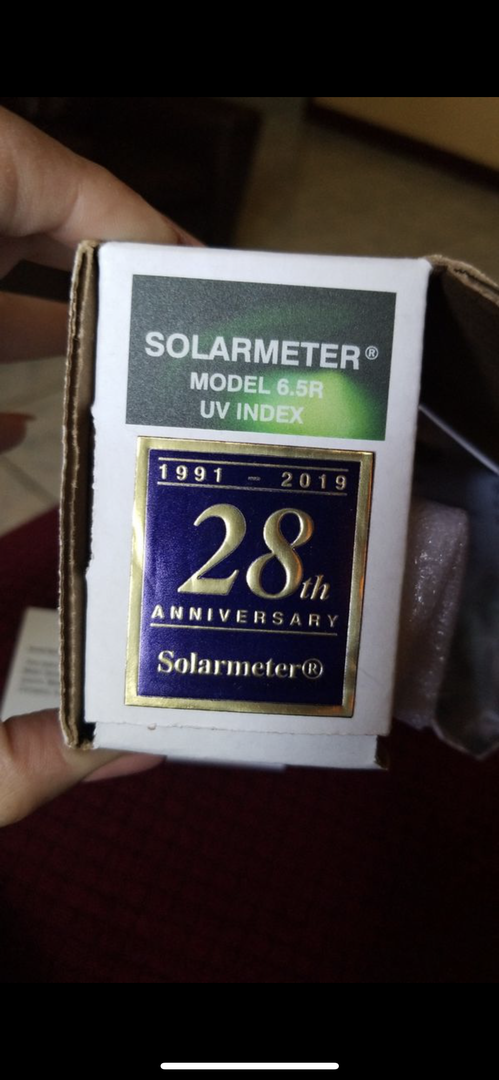 SOLARMETER®
MODEL 6.5R
UV INDEX
1991 – 2019
28th
ANNIVERSARY
Solarmeter®